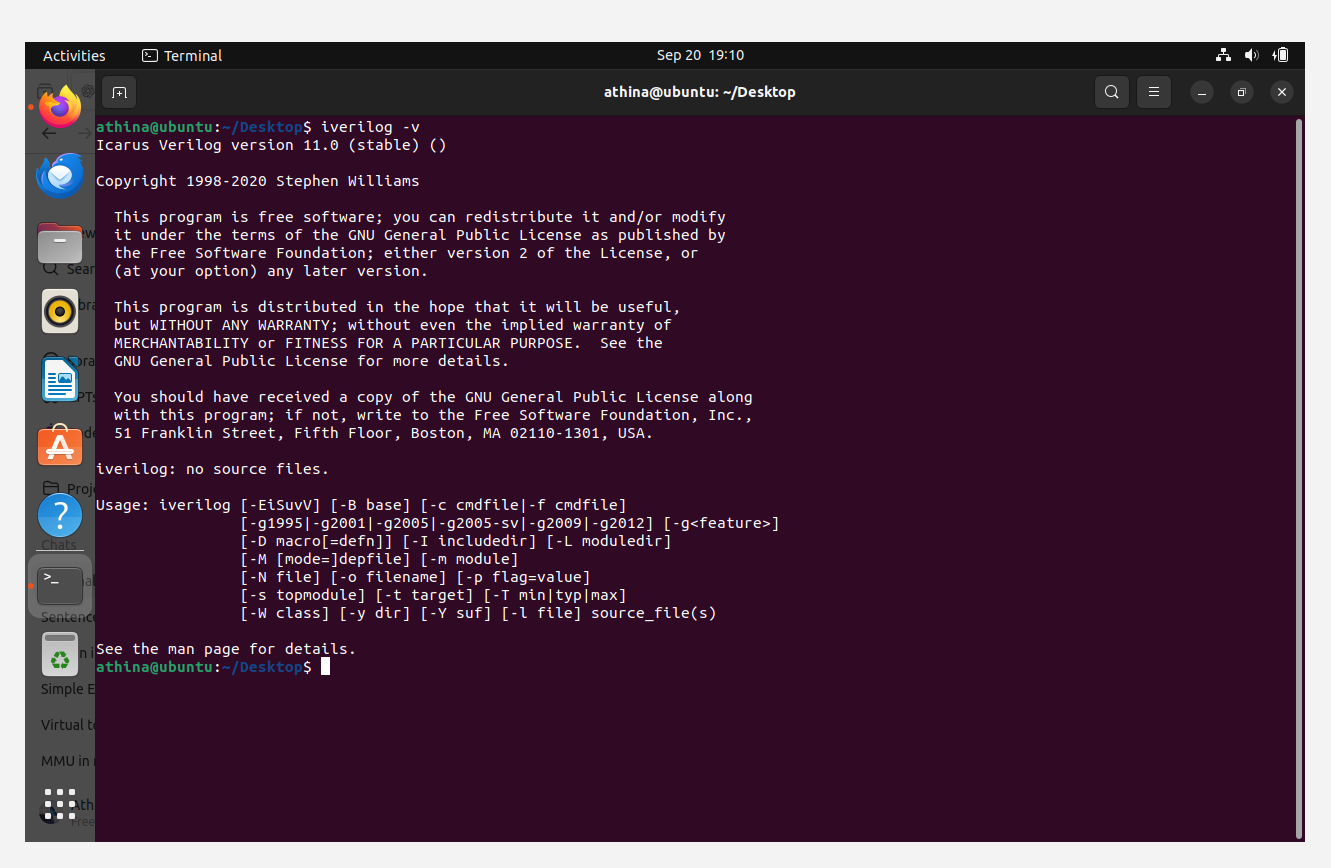 Activities
Terminal
Sep 20 19:10
athina@ubuntu: ~/Desktop
athina@ubuntu:~/Desktop$ iverilog -v
Icarus Verilog version 11.0 (stable) ()
Copyright 1998-2020 Stephen Williams
This program is free software; you can redistribute it and/or modify
it under the terms of the GNU General Public License as published by
the Free Software Foundation; either version 2 of the License, or
(at your option) any later version.
This program is distributed in the hope that it will be useful,
but WITHOUT ANY WARRANTY; without even the implied warranty of
MERCHANTABILITY or FITNESS FOR A PARTICULAR PURPOSE.  See the
GNU General Public License for more details.
You should have received a copy of the GNU General Public License along
with this program; if not, write to the Free Software Foundation, Inc.,
51 Franklin Street, Fifth Floor, Boston, MA 02110-1301, USA.
iverilog: no source files.
Usage: iverilog [-EiSuvV] [-B base] [-c cmdfile|-f cmdfile]
[-g1995|-g2001|-g2005|-g2005-sv|-g2009|-g2012] [-g<feature>]
[-D macro[=defn]] [-I includedir] [-L moduledir]
[-M [mode=]depfile] [-m module]
[-N file] [-o filename] [-p flag=value]
[-s topmodule] [-t target] [-T min|typ|max]
[-W class] [-y dir] [-Y suf] [-l file] source_file(s)
See the man page for details.
athina@ubuntu:~/Desktop$
Sear
Proj
Chats
Sentenc
Simple E
Virtual t
MMU in
Ath
Free